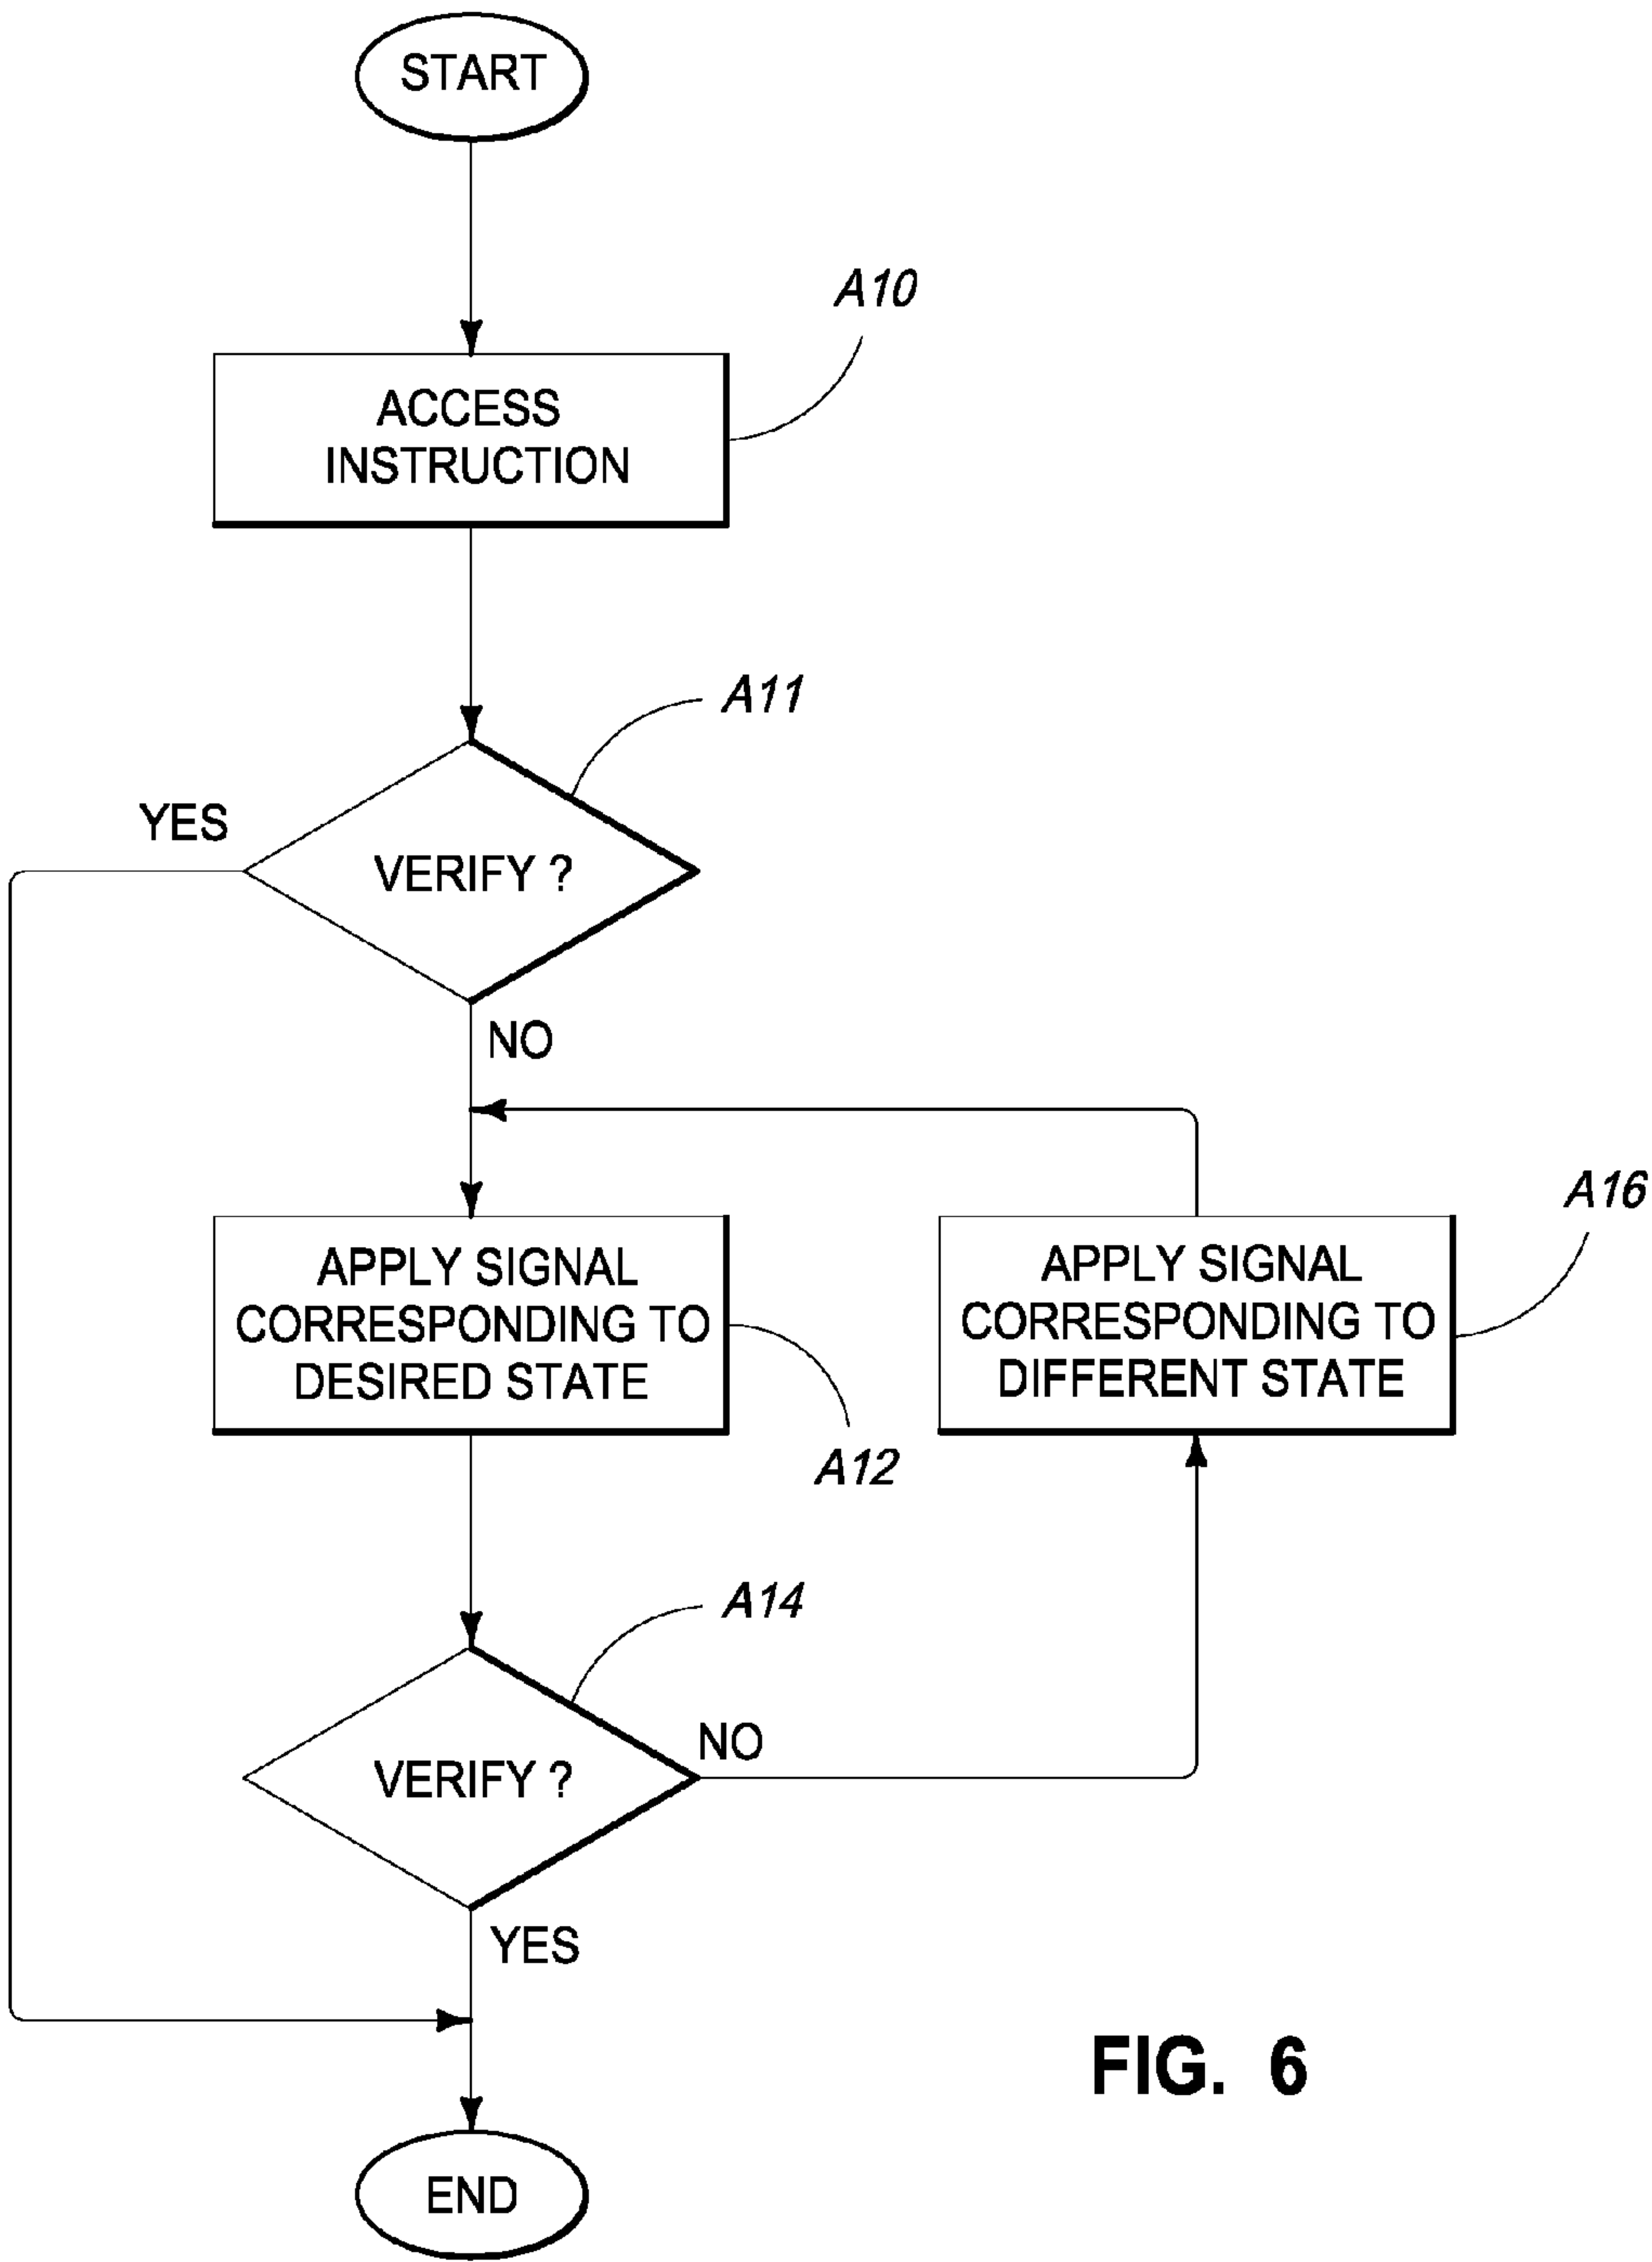 START
A10
ACCESS
INSTRUCTION
A11
YES
VERIFY ?
NO
A16
APPLY SIGNAL
CORRESPONDING TO
DESIRED STATE
APPLY SIGNAL
CORRESPONDING TO
DIFFERENT STATE
A12
A14
NO
VERIFY ?
YES
FIG. 6
END